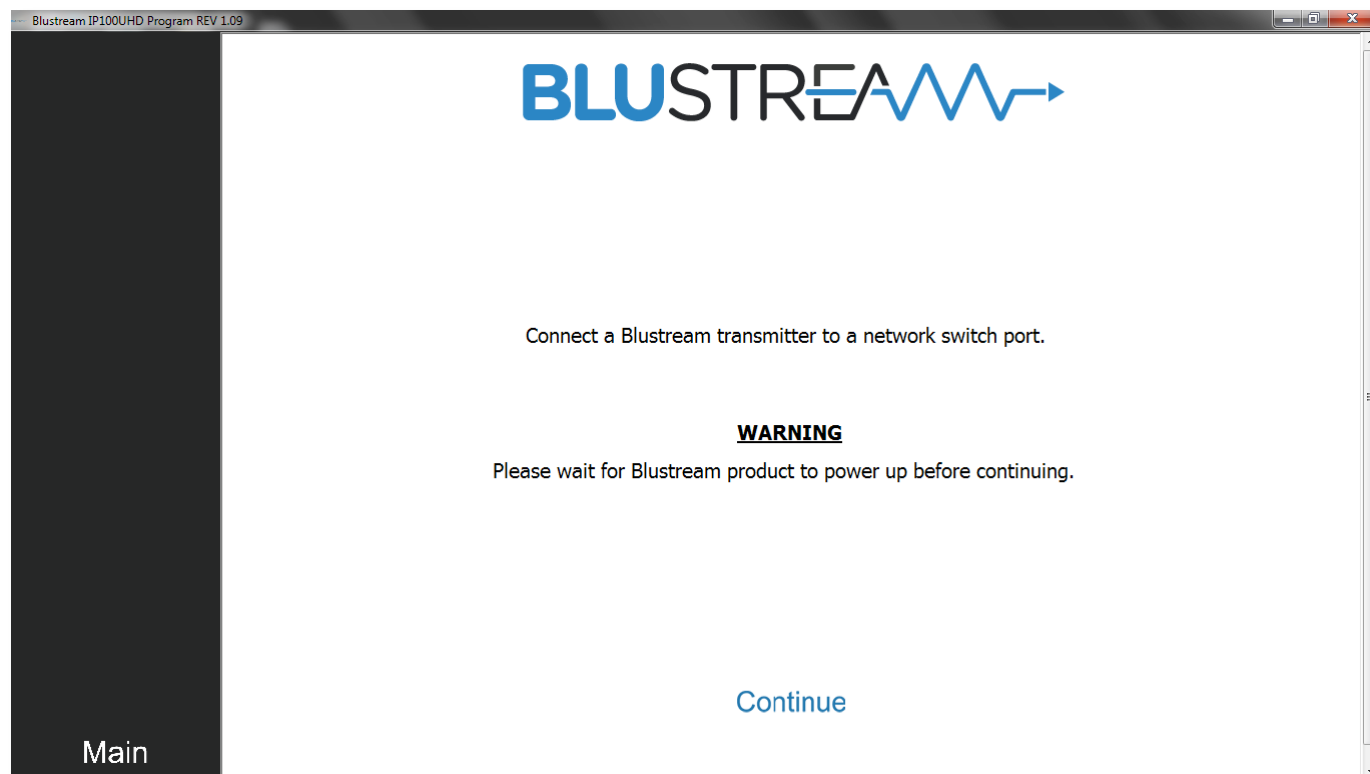 Blustream IP100UHD Program REV 1.09
BLUSTREAM
Connect a Blustream transmitter to a network switch port.
WARNING
Please wait for Blustream product to power up before continuing.
Continue
Main